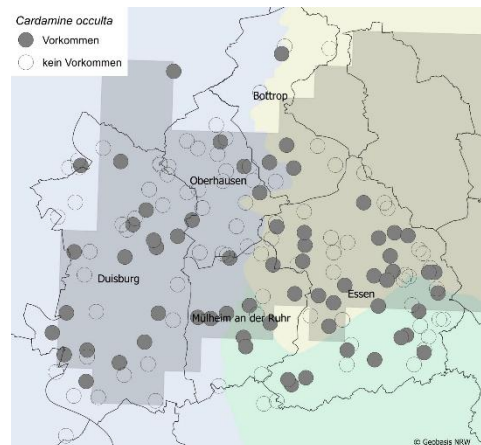 Cardamine occulta
Vorkommen
kein Vorkommen
Bottrop
Oberhausen
Duisburg
Essen
Mülheim an der Ruhr
© Geobasis NRW